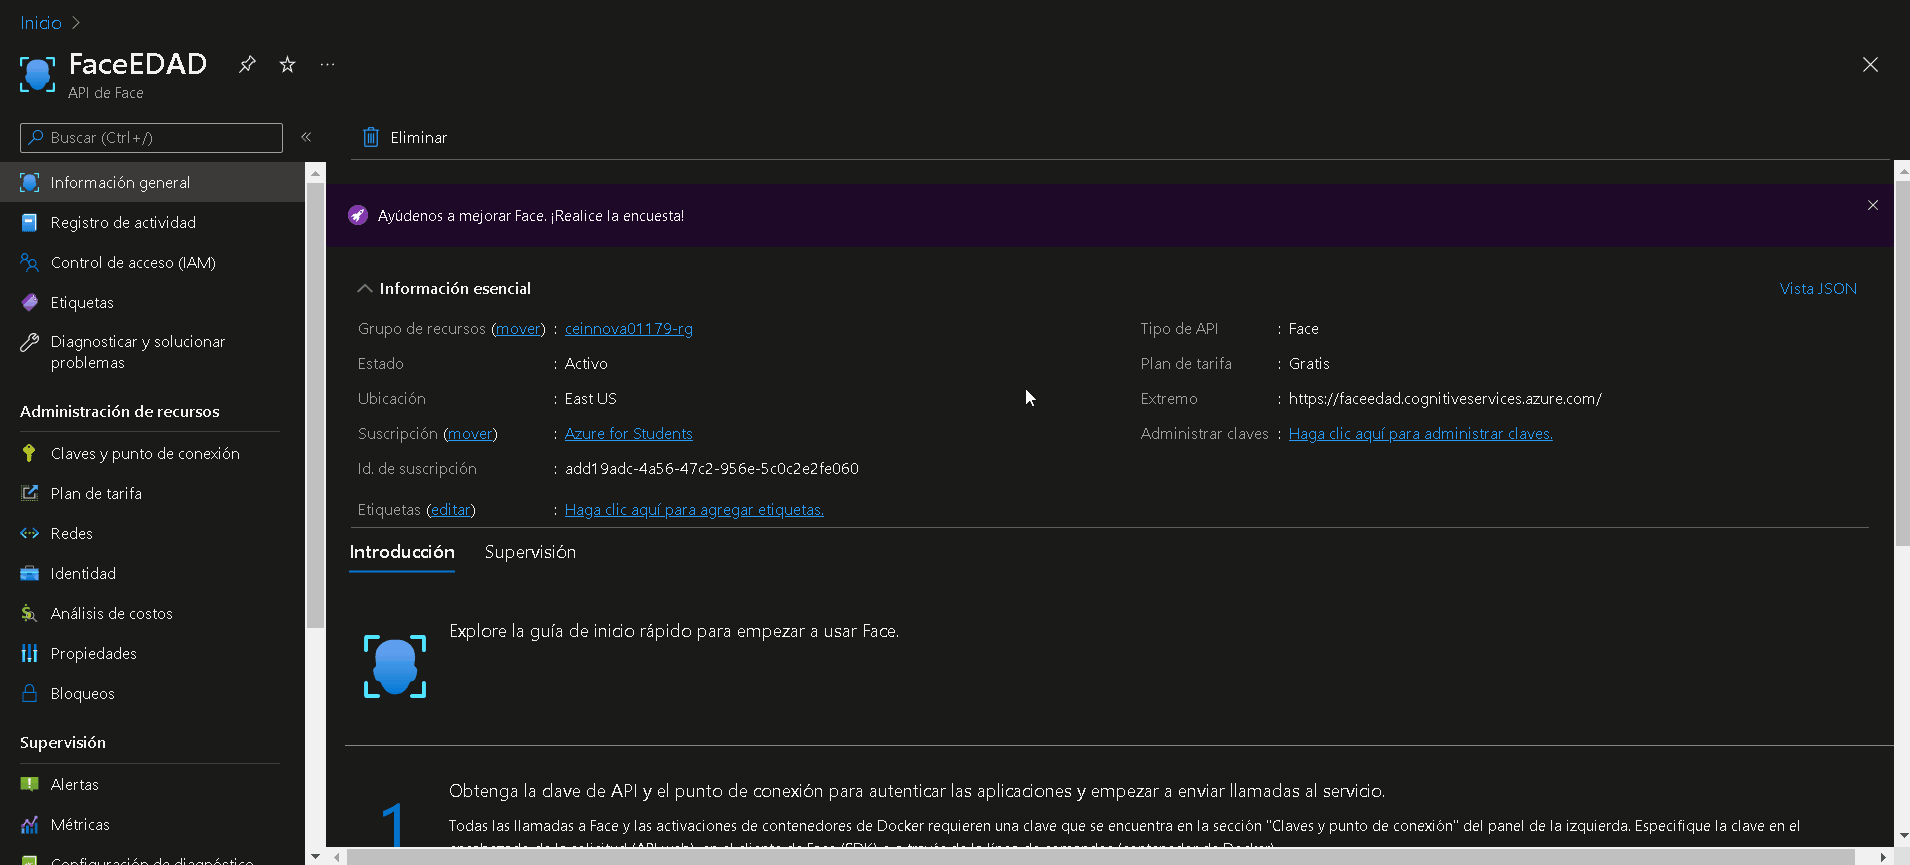 Inicio
FaceEDAD
API de Face
Buscar (Ctrl+/)
Información general
Registro de actividad
Control de acceso (IAM)
Etiquetas
Diagnosticar y solucionar
problemas
Administración de recursos
Claves y punto de conexión
Plan de tarifa
Redes
Identidad
Análisis de costos
Propiedades
Bloqueos
Supervisión
Alertas
Métricas
Configuración de diagnóstico
Eliminar
Ayúdenos a mejorar Face. ¡Realice la encuesta!
Información esencial
Vista JSON
Grupo de recursos (mover) : ceinnova01179-rg
Estado : Activo
Ubicación : East US
Suscripción (mover) : Azure for Students
Id. de suscripción : add19adc-4a56-47c2-956e-5c0c2e2fe060
Etiquetas (editar) : Haga clic aquí para agregar etiquetas.
Tipo de API : Face
Plan de tarifa : Gratis
Extremo : https://faceedad.cognitiveservices.azure.com/
Administrar claves : Haga clic aquí para administrar claves.
Introducción Supervisión
Explore la guía de inicio rápido para empezar a usar Face.
1
Obtenga la clave de API y el punto de conexión para autenticar las aplicaciones y empezar a enviar llamadas al servicio.
Todas las llamadas a Face y las activaciones de contenedores de Docker requieren una clave que se encuentra en la sección "Claves y punto de conexión" del panel de la izquierda. Especifique la clave en el